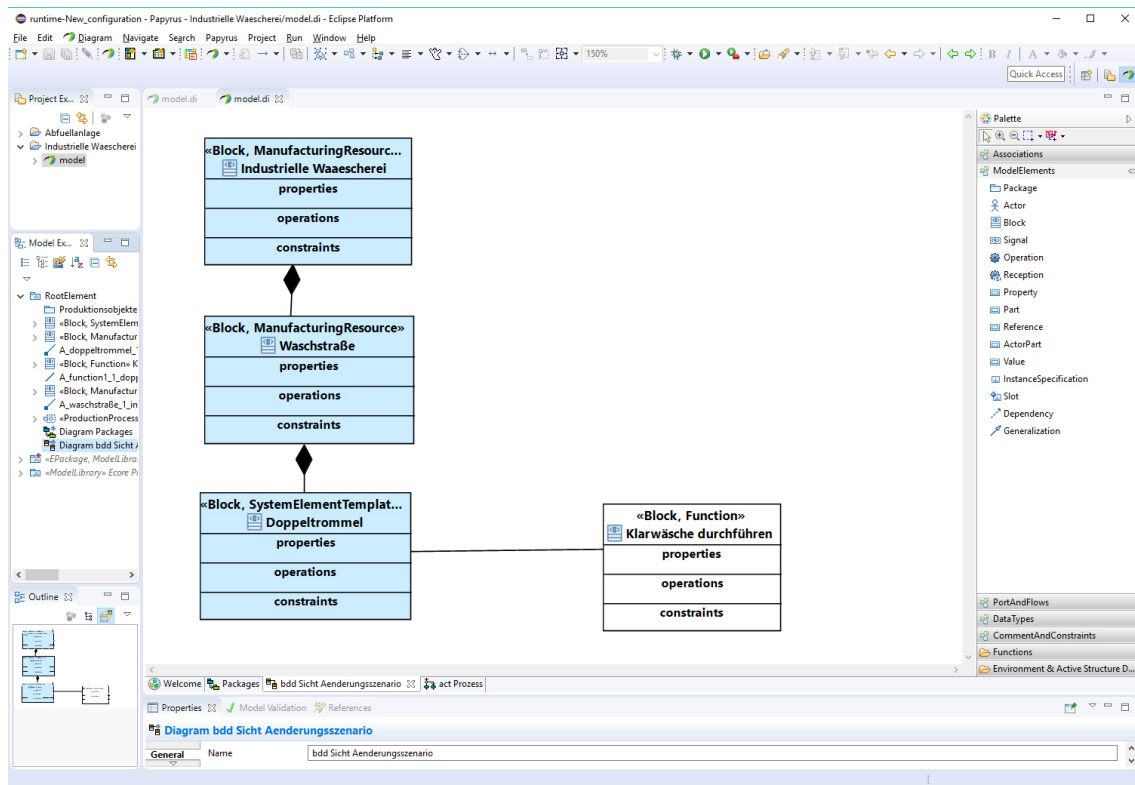 runtime-New_configuration - Papyrus - Industrielle Waescherei/model.di - Eclipse Platform
File Edit Diagram Navigate Search Papyrus Project Run Window Help
150%
B I A
Quick Access
Project Ex...
model.di
model.di
Abfuellanlage
Industrielle Waescherei
model
Model Ex...
RootElement
Produktionsobjekte
«Block, SystemElem
«Block, Manufactur
A_doppeltrommel_
«Block, Function» K
A_function1_1_dopp
«Block, Manufactur
A_waschstraße_1_in
«ProductionProcess
Diagram Packages
Diagram bdd Sicht A
«EPackage, ModelLibra
«ModelLibrary» Ecore Pr
Outline
«Block, ManufacturingResourc...
Industrielle Waaescherei
properties
operations
constraints
«Block, ManufacturingResource»
Waschstraße
properties
operations
constraints
«Block, SystemElementTemplat...
Doppeltrommel
properties
operations
constraints
«Block, Function»
Klarwäsche durchführen
properties
operations
constraints
Palette
Associations
ModelElements
Package
Actor
Block
Signal
Operation
Reception
Property
Part
Reference
ActorPart
Value
InstanceSpecification
Slot
Dependency
Generalization
PortAndFlows
DataTypes
CommentAndConstraints
Functions
Environment & Active Structure D...
Welcome Packages bdd Sicht Aenderungsszenario act Prozess
Properties Model Validation References
Diagram bdd Sicht Aenderungsszenario
General Name bdd Sicht Aenderungsszenario